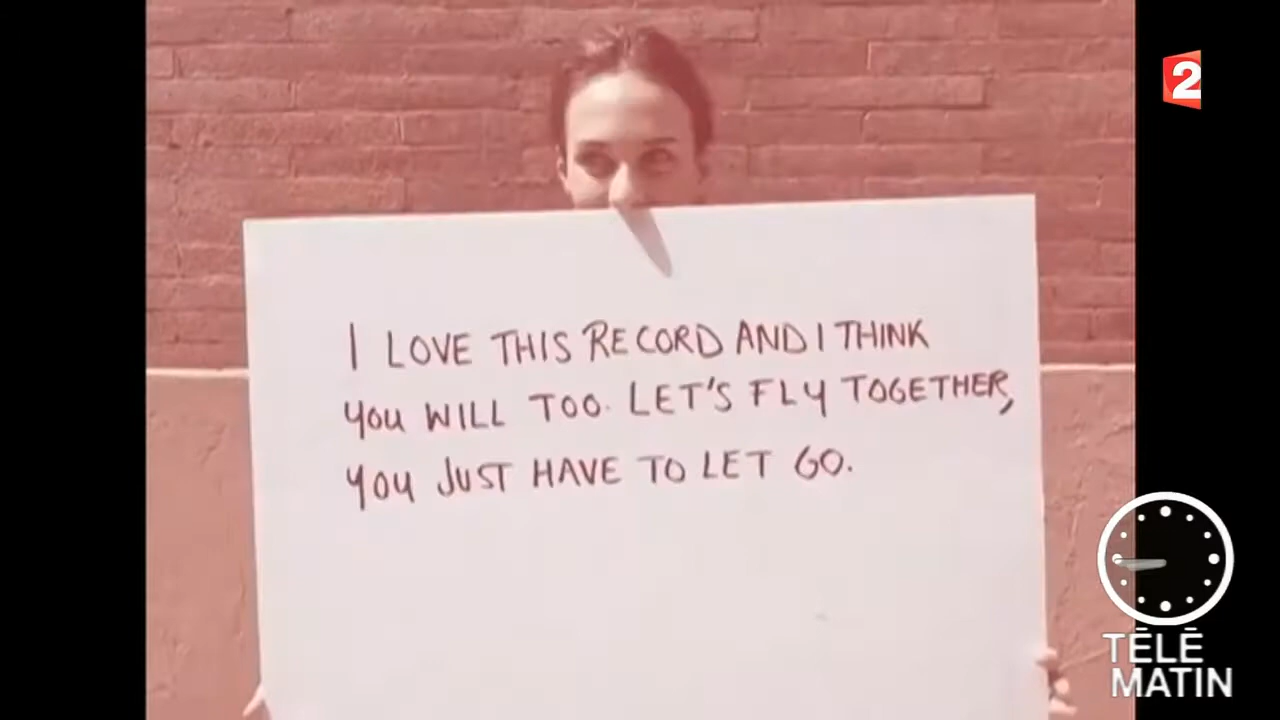 2
I LOVE THIS RECORD AND I THINK
YOU WILL TOO. LET'S FLY TOGETHER,
YOU JUST HAVE TO LET GO.
TÉLÉ
MATIN